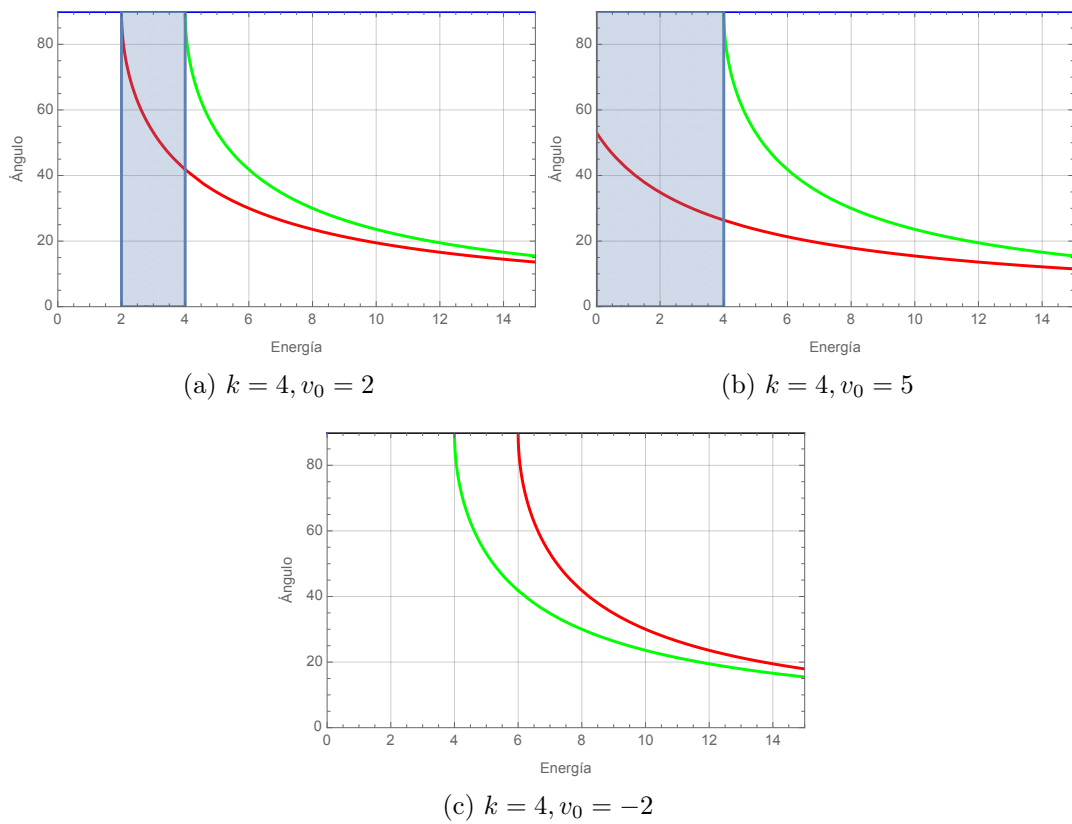 80
60
40
20
0
Ángulo
0 2 4 6 8 10 12 14
Energía
(a) k = 4, v₀ = 2
80
60
40
20
0
Ángulo
0 2 4 6 8 10 12 14
Energía
(b) k = 4, v₀ = 5
80
60
40
20
0
Ángulo
0 2 4 6 8 10 12 14
Energía
(c) k = 4, v₀ = −2